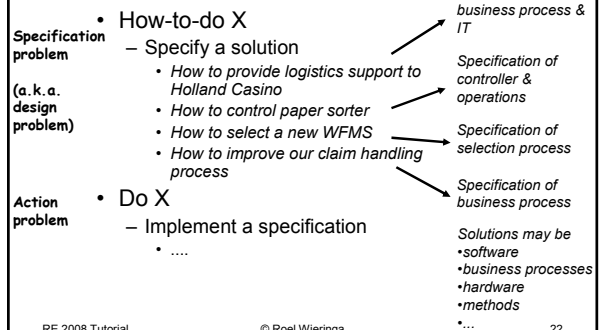 Specification
problem
(a.k.a.
design
problem)
• How-to-do X
– Specify a solution
• How to provide logistics support to
Holland Casino
• How to control paper sorter
• How to select a new WFMS
• How to improve our claim handling
process
business process &
IT
Specification of
controller &
operations
Specification of
selection process
Specification of
business process
Action
problem
• Do X
– Implement a specification
• ....
Solutions may be
•software
•business processes
•hardware
•methods
•...
RE 2008 Tutorial
© Roel Wieringa
22